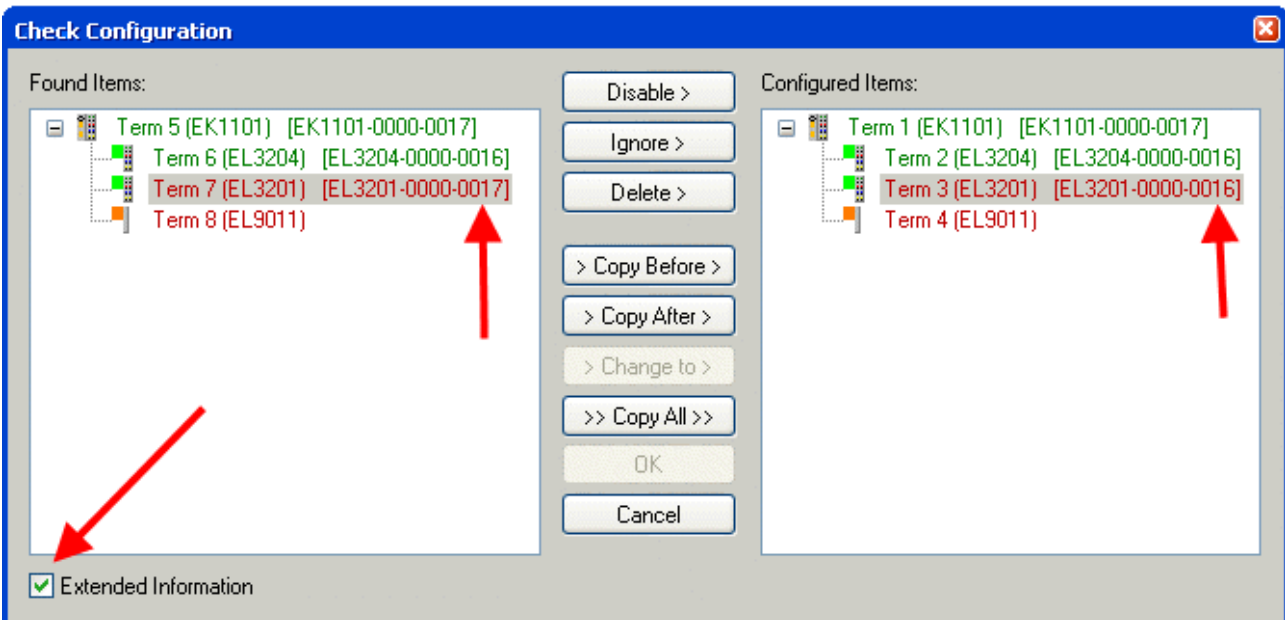 Check Configuration
Found Items:
Term 5 (EK1101) [EK1101-0000-0017]
Term 6 (EL3204) [EL3204-0000-0016]
Term 7 (EL3201) [EL3201-0000-0017]
Term 8 (EL9011)
Disable >
Ignore >
Delete >
> Copy Before >
> Copy After >
> Change to >
>> Copy All >>
OK
Cancel
Configured Items:
Term 1 (EK1101) [EK1101-0000-0017]
Term 2 (EL3204) [EL3204-0000-0016]
Term 3 (EL3201) [EL3201-0000-0016]
Term 4 (EL9011)
Extended Information